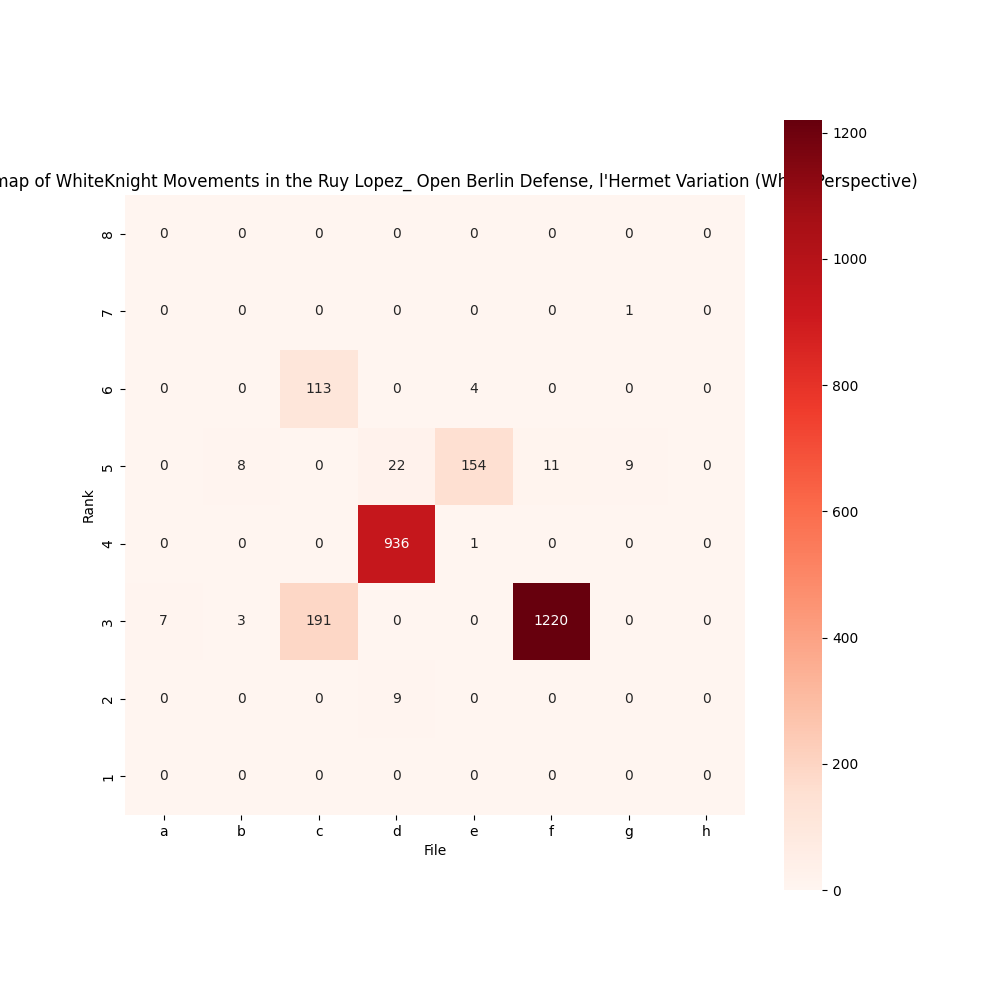 map of WhiteKnight Movements in the Ruy Lopez_ Open Berlin Defense, l'Hermet Variation (White Perspective)
8 0 0 0 0 0 0 0 0
7 0 0 0 0 0 0 1 0
6 0 0 113 0 4 0 0 0
5 0 8 0 22 154 11 9 0
4 0 0 0 936 1 0 0 0
3 7 3 191 0 0 1220 0 0
2 0 0 0 9 0 0 0 0
1 0 0 0 0 0 0 0 0
a b c d e f g h
File
Rank
1200
1000
800
600
400
200
0